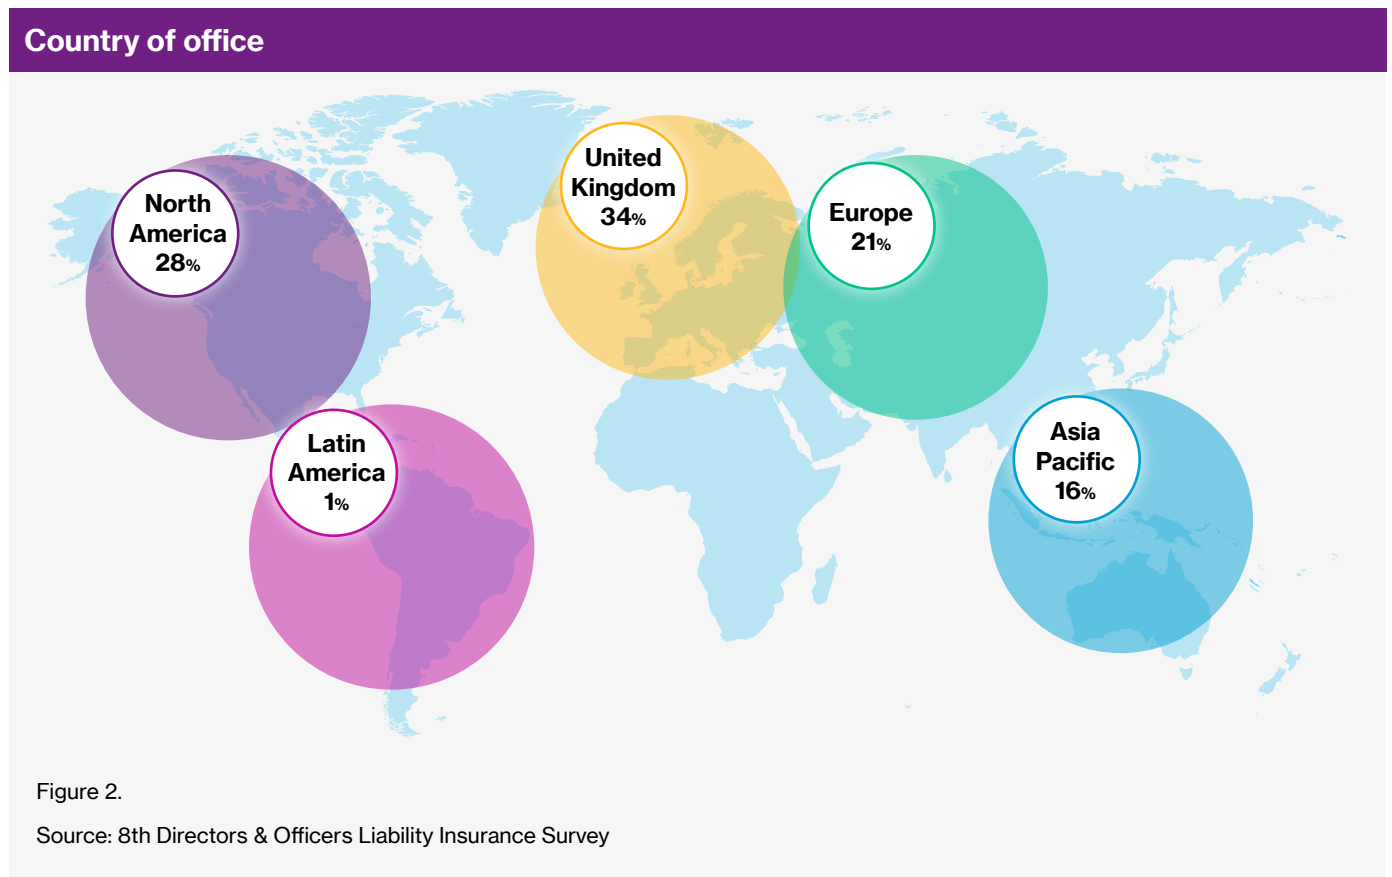 Country of office
North
America
28%
United
Kingdom
34%
Europe
21%
Latin
America
1%
Asia
Pacific
16%
Figure 2.
Source: 8th Directors & Officers Liability Insurance Survey